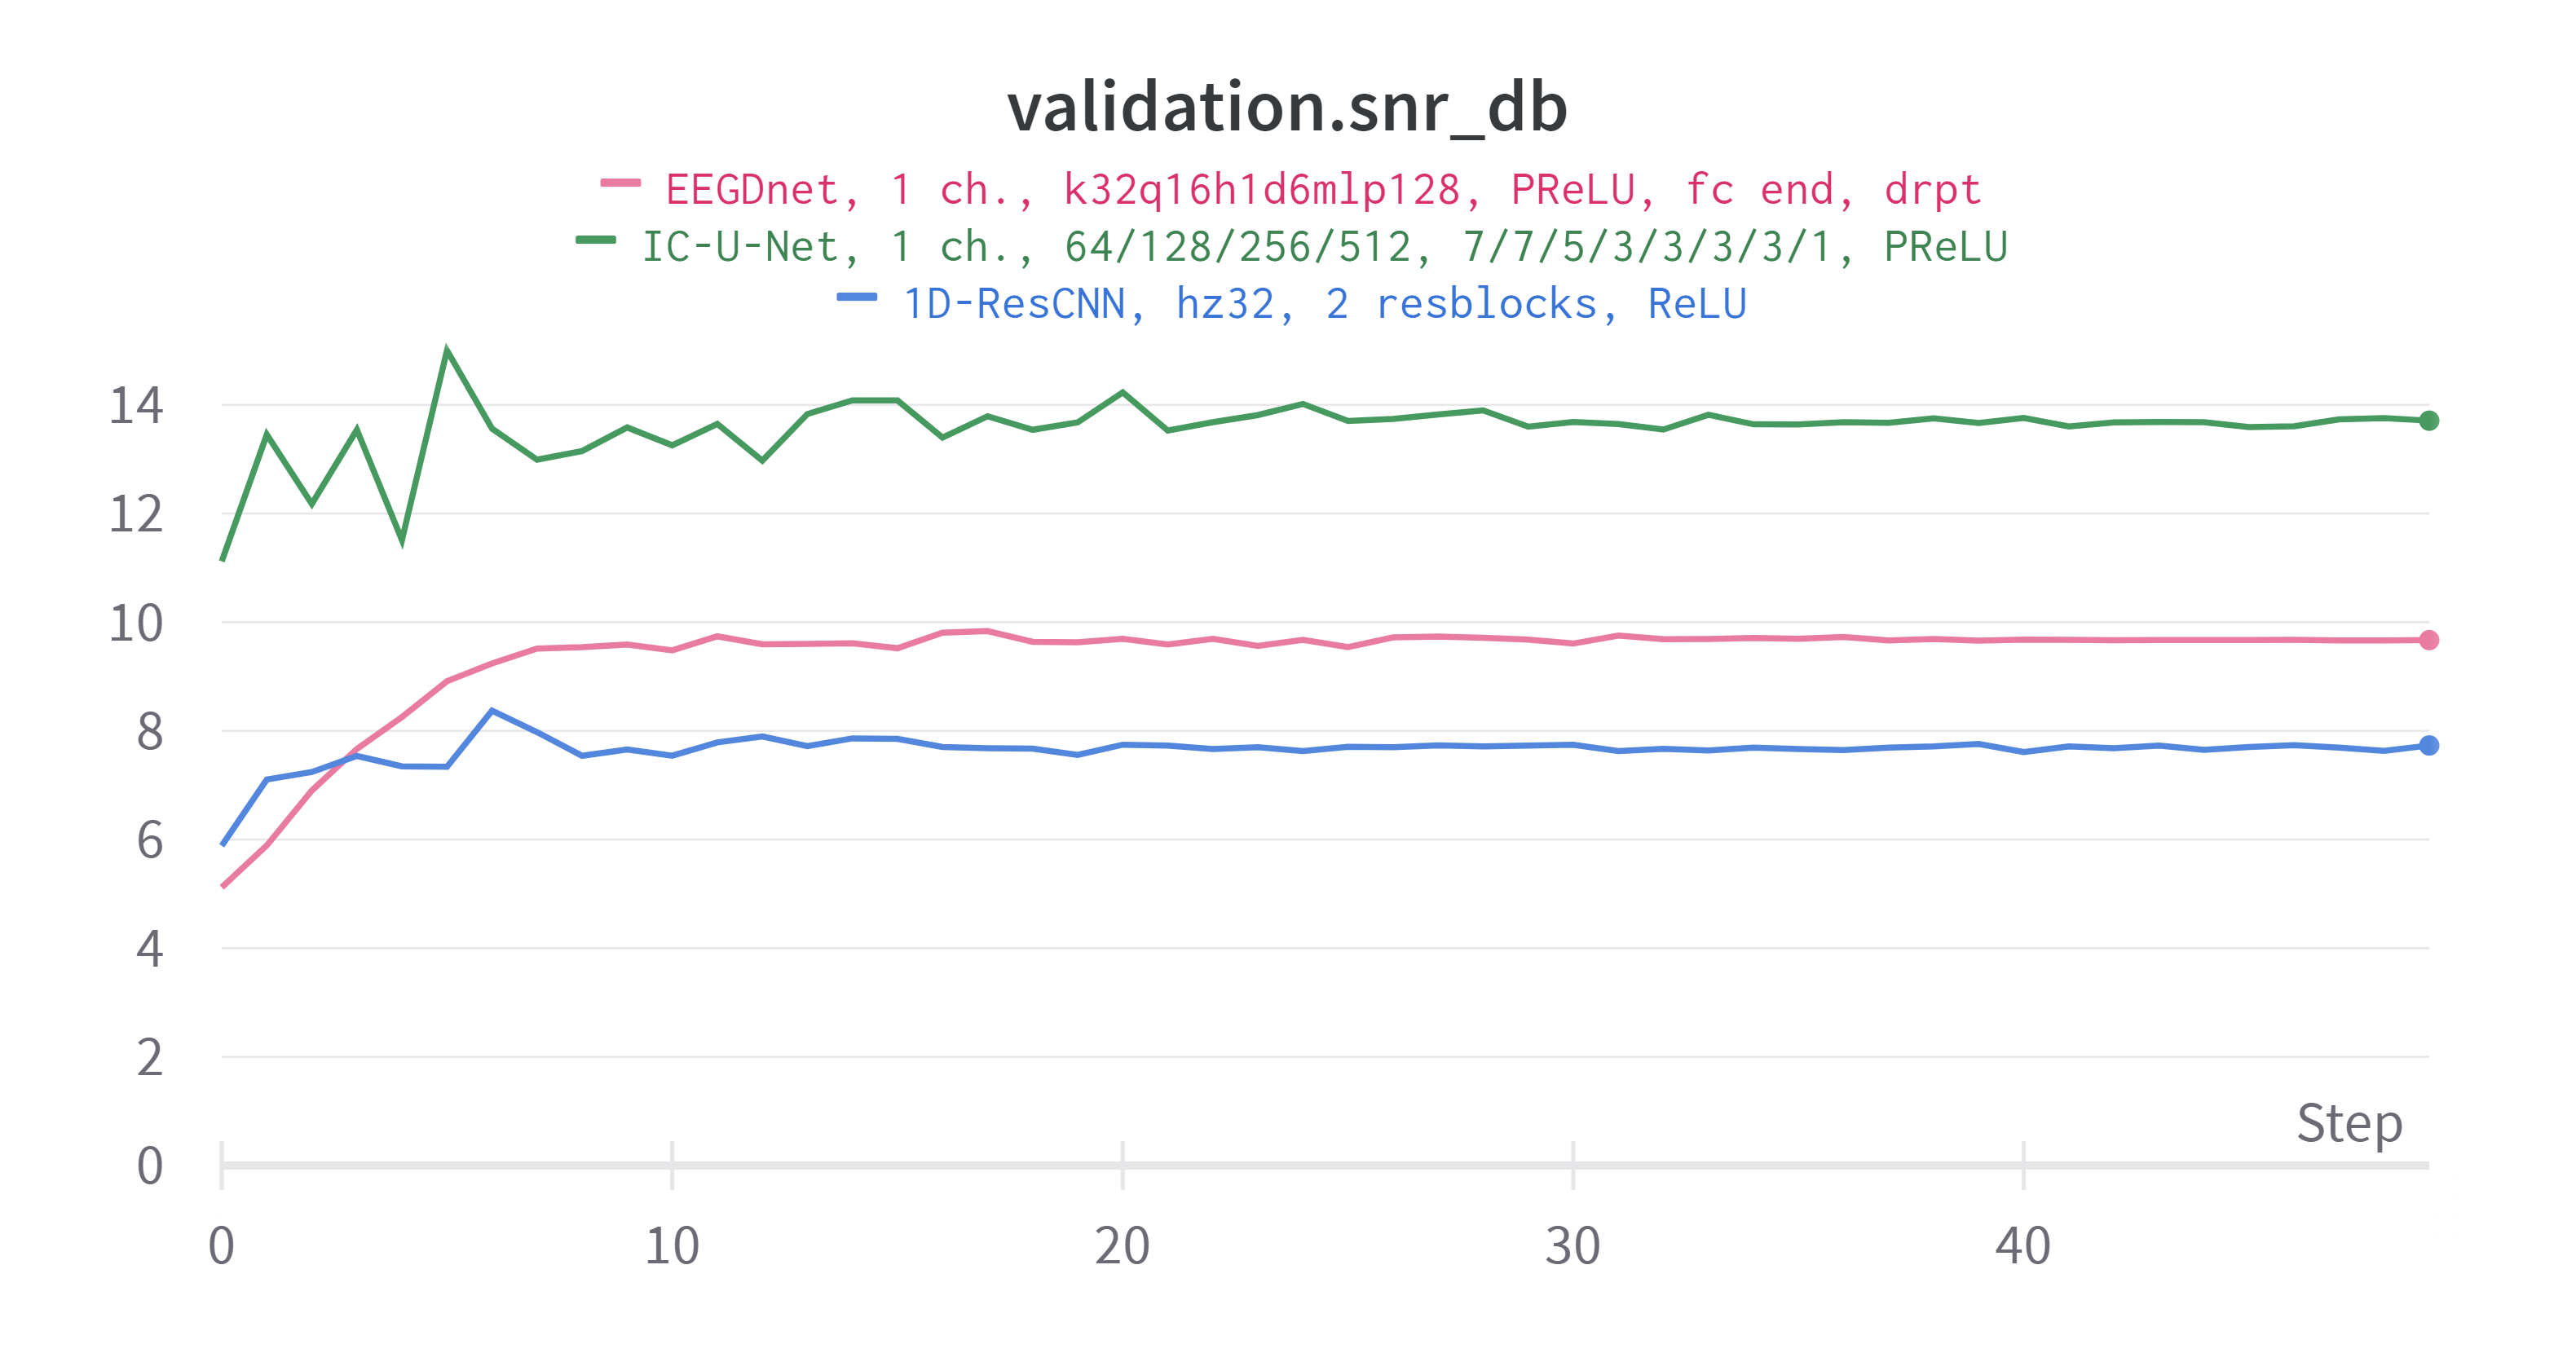 validation.snr_db
EEGDnet, 1 ch., k32q16h1d6mlp128, PReLU, fc end, drpt
IC-U-Net, 1 ch., 64/128/256/512, 7/7/5/3/3/3/3/1, PReLU
1D-ResCNN, hz32, 2 resblocks, ReLU
14
12
10
8
6
4
2
Step
0
0 10 20 30 40